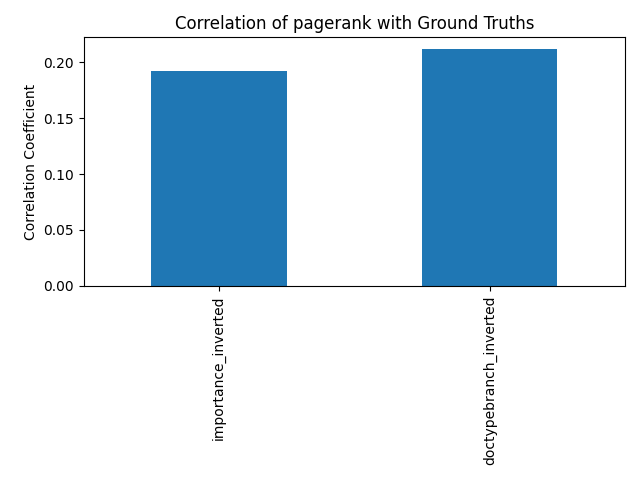 Correlation of pagerank with Ground Truths
Correlation Coefficient
0.20
0.15
0.10
0.05
0.00
importance_inverted
doctypebranch_inverted